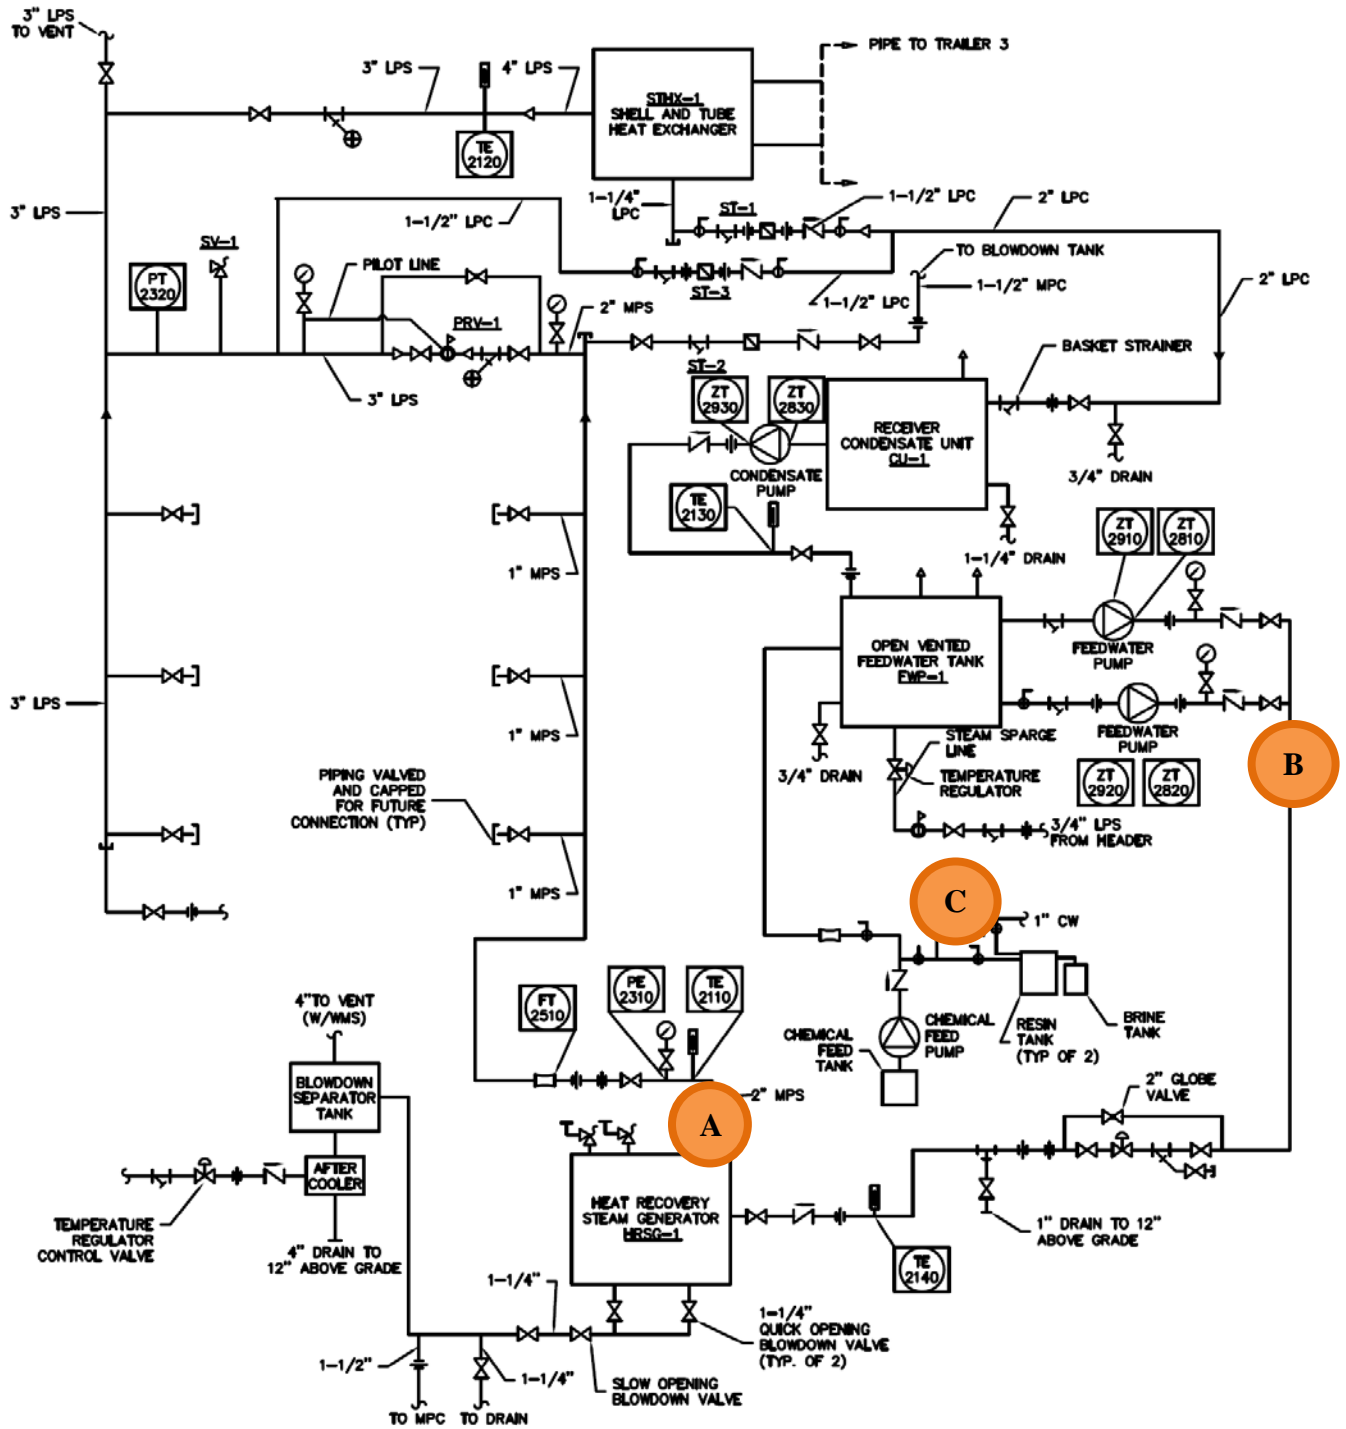 3" LPS
TO VENT
3" LPS
4" LPS
STHX-1
SHELL AND TUBE
HEAT EXCHANGER
PIPE TO TRAILER 3
TE
2120
3" LPS
1-1/4"
LPC
1-1/2" LPC
ST-1
1-1/2" LPC
2" LPC
SV-1
TO BLOWDOWN TANK
PT
2320
PILOT LINE
ST-3
1-1/2" LPC
1-1/2" MPC
2" LPC
PRV-1
2" MPS
3" LPS
ST-2
BASKET STRAINER
ZT
2930
ZT
2830
RECEIVER
CONDENSATE UNIT
CU-1
CONDENSATE
PUMP
3/4" DRAIN
TE
2130
1-1/4" DRAIN
ZT
2910
ZT
2810
1" MPS
OPEN VENTED
FEEDWATER TANK
FWP-1
FEEDWATER
PUMP
3" LPS
1" MPS
STEAM SPARGE
LINE
FEEDWATER
PUMP
B
3/4" DRAIN
TEMPERATURE
REGULATOR
ZT
2920
ZT
2820
PIPING VALVED
AND CAPPED
FOR FUTURE
CONNECTION (TYP)
3/4" LPS
FROM HEADER
1" MPS
C
1" CW
FT
2510
PE
2310
TE
2110
4"TO VENT
(W/WMS)
CHEMICAL
FEED
TANK
CHEMICAL
FEED
PUMP
RESIN
TANK
(TYP OF 2)
BRINE
TANK
BLOWDOWN
SEPARATOR
TANK
A
2" MPS
2" GLOBE
VALVE
AFTER
COOLER
HEAT RECOVERY
STEAM GENERATOR
HRSG-1
TEMPERATURE
REGULATOR
CONTROL VALVE
4" DRAIN TO
12" ABOVE GRADE
TE
2140
1" DRAIN TO 12"
ABOVE GRADE
1-1/4"
1-1/4"
QUICK OPENING
BLOWDOWN VALVE
(TYP. OF 2)
1-1/2"
1-1/4"
SLOW OPENING
BLOWDOWN VALVE
TO MPC
TO DRAIN